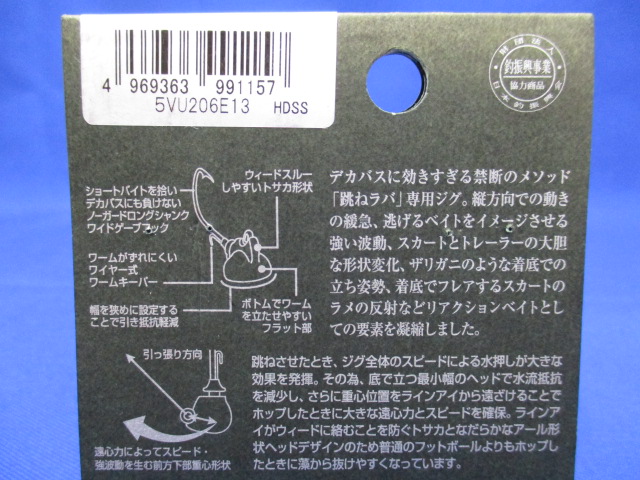 4 969363 991157
5VU206E13 HDSS
財団法人
釣振興事業
協力商品
日本釣振興会
ショートバイトを拾い
デカバスにも負けない
ノーガードロングシャンク
ワイドゲープフック
ウィードスルー
しやすいトサカ形状
ワームがずれにくい
ワイヤー式
ワームキーパー
幅を狭めに設定する
ことで引き抵抗軽減
ボトムでワーム
を立たせやすい
フラット部
デカバスに効きすぎる禁断のメソッド
「跳ねラバ」専用ジグ。縦方向での動き
の緩急、逃げるベイトをイメージさせる
強い波動、スカートとトレーラーの大胆
な形状変化、ザリガニのような着底での
立ち姿勢、着底でフレアするスカートの
ラメの反射などリアクションベイトとし
ての要素を凝縮しました。
引っ張り方向
遠心力によってスピード・
強波動を生む前方下部重心形状
跳ねさせたとき、ジグ全体のスピードによる水押しが大きな
効果を発揮。その為、底で立つ最小幅のヘッドで水流抵抗
を減少し、さらに重心位置をラインアイから遠ざけることで
ホップしたときに大きな遠心力とスピードを確保。ラインア
イがウィードに絡むことを防ぐトサカとなだらかなアール形
状ヘッドデザインのため普通のフットボールよりもホップし
たときに藻から抜けやすくなっています。